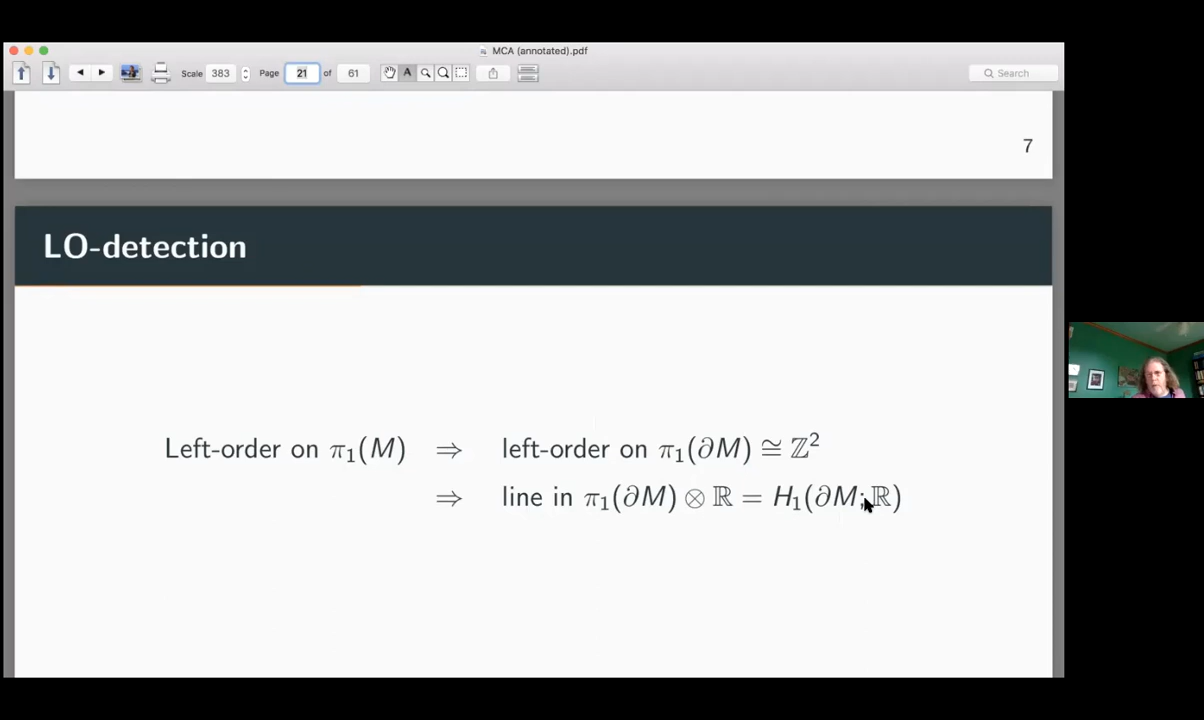 MCA (annotated).pdf
Scale 383 Page 21 of 61 Search
7
LO-detection
Left-order on π₁(M) ⇒ left-order on π₁(∂M) ≅ ℤ²
⇒ line in π₁(∂M) ⊗ ℝ = H₁(∂M; ℝ)